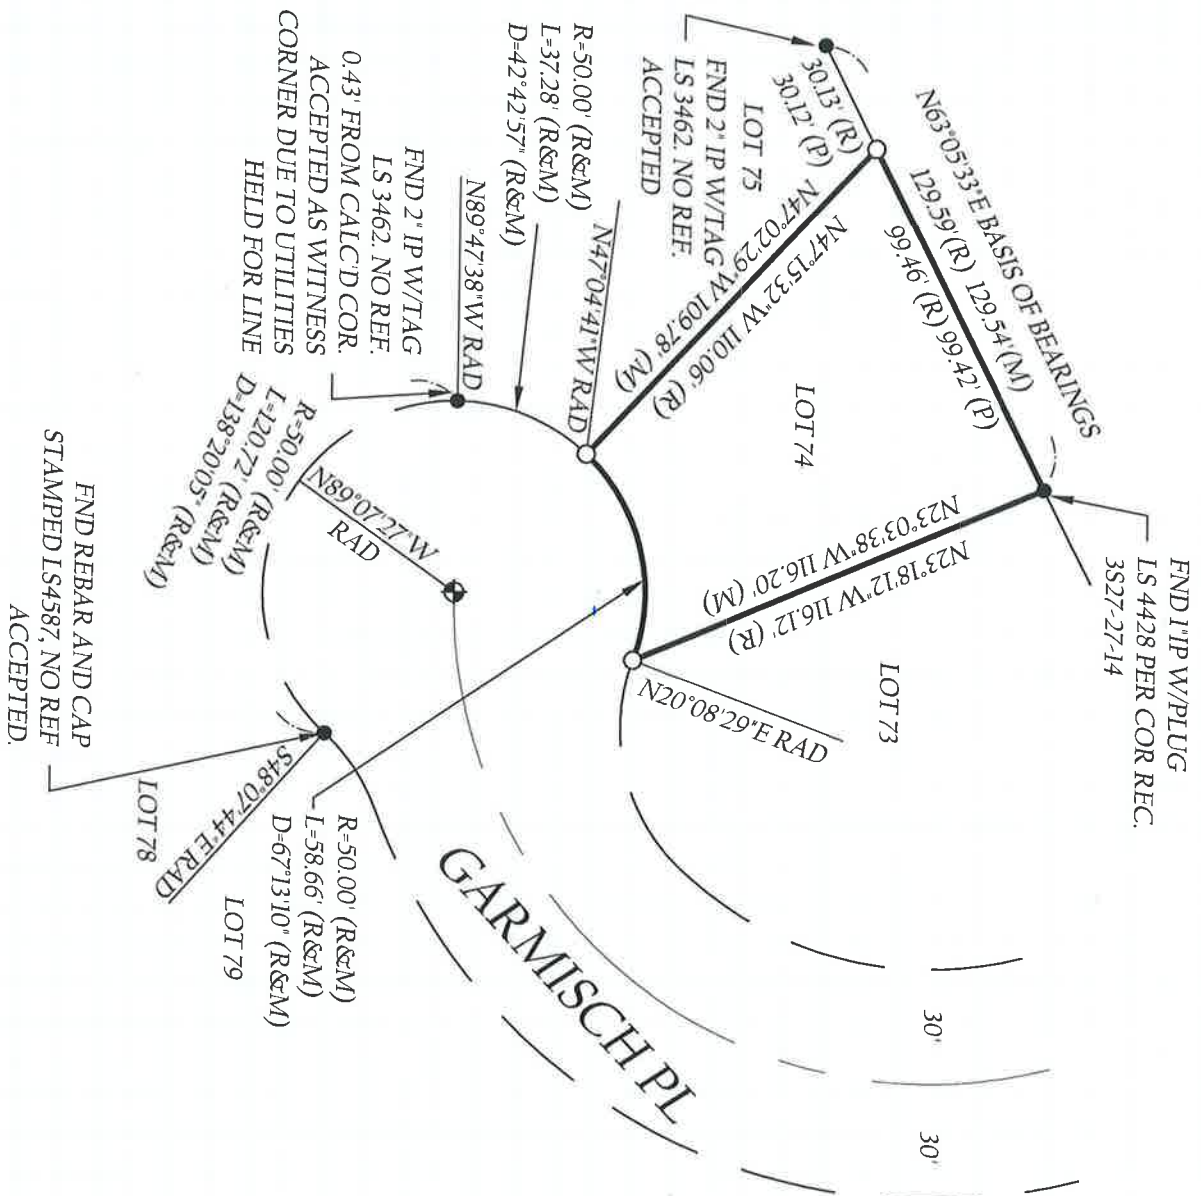 FND 1" IP W/PLUG
LS 4428 PER COR REC.
3S27-27-14
N63°05'33"E BASIS OF BEARINGS
129.59' (R) 129.54' (M)
99.46' (R) 99.42' (P)
30.13' (R)
30.12' (P)
FND 2" IP W/TAG
LS 3462. NO REF.
ACCEPTED
LOT 75
N47°02'29"W 109.78' (M)
N47°15'32"W 110.06' (R)
LOT 74
N23°03'38"W 116.20' (M)
N23°18'12"W 116.12' (R)
LOT 73
N20°08'29"E RAD
N47°04'41"W RAD
R=50.00' (R&M)
L=37.28' (R&M)
D=42°42'57" (R&M)
N89°47'38"W RAD
FND 2" IP W/TAG
LS 3462. NO REF.
0.43' FROM CALC'D COR.
ACCEPTED AS WITNESS
CORNER DUE TO UTILITIES
HELD FOR LINE
N89°07'27"W
RAD
R=50.00' (R&M)
L=120.72' (R&M)
D=138°20'05" (R&M)
FND REBAR AND CAP
STAMPED LS4587, NO REF
ACCEPTED.
S48°07'44"E RAD
LOT 78
LOT 79
R=50.00' (R&M)
L=58.66' (R&M)
D=67°13'10" (R&M)
GARMISCH PL
30'
30'